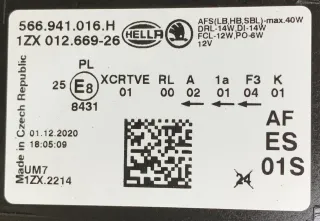 566.941.016.H
1ZX 012.669-26
HELLA
AFS(LB,HB,SBL)-max.40W
DRL-14W,DI-14W
FCL-12W,PO-6W
12V
PL
25 E8
8431
XCRTVE RL A 1a F3 K
01 00 02 01 04 01
Made in Czech Republic
01.12.2020
18:05:09
UM7
1ZX.2214
AF
ES
01S
24